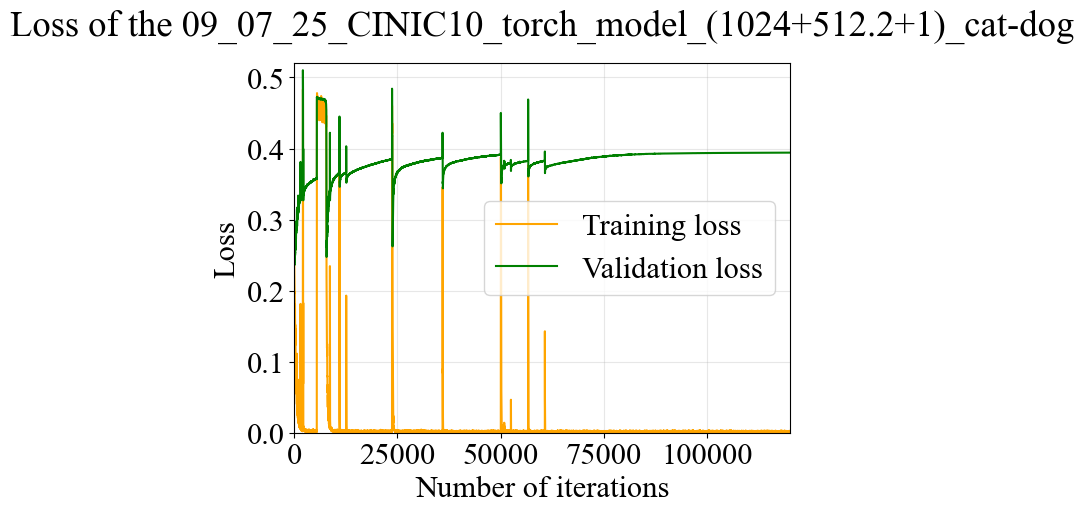 Loss of the 09_07_25_CINIC10_torch_model_(1024+512.2+1)_cat-dog
0.5
0.4
0.3
0.2
0.1
0.0
Loss
Training loss
Validation loss
0 25000 50000 75000 100000
Number of iterations